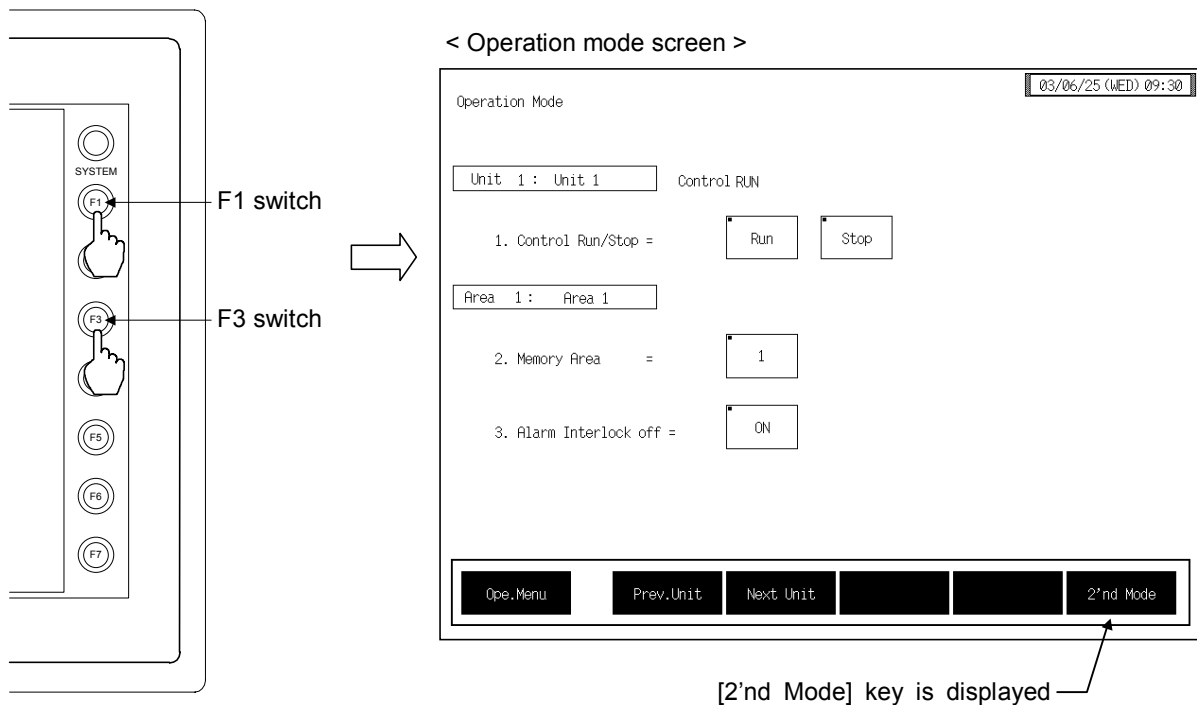 SYSTEM
F1
F1 switch
F3
F3 switch
F5
F6
F7
< Operation mode screen >
03/06/25(WED) 09:30
Operation Mode
Unit 1: Unit 1
Control RUN
1. Control Run/Stop =
Run
Stop
Area 1: Area 1
2. Memory Area =
1
3. Alarm Interlock off =
ON
Ope.Menu
Prev.Unit
Next Unit
2'nd Mode
[2'nd Mode] key is displayed